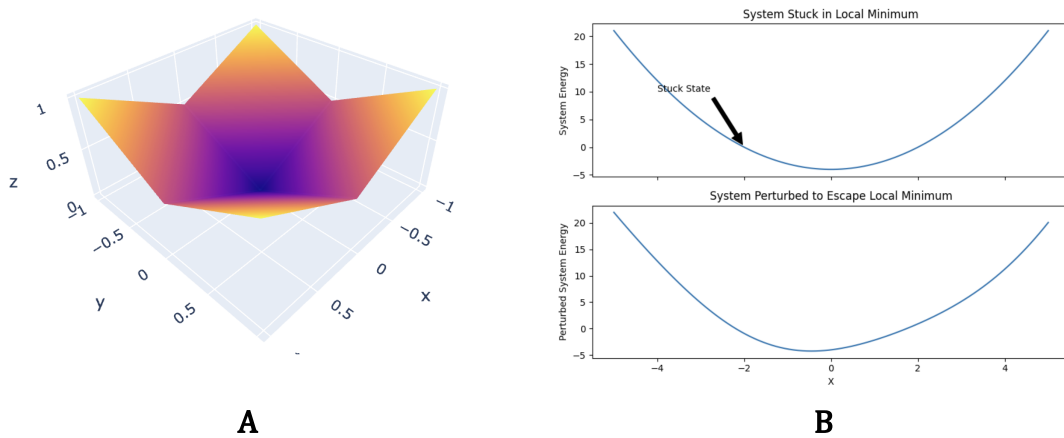 1
0.5
z
0
−1
−0.5
0
0.5
y
−1
−0.5
0
0.5
x
A
System Stuck in Local Minimum
20
15
10
5
0
−5
System Energy
Stuck State
System Perturbed to Escape Local Minimum
20
15
10
5
0
−5
Perturbed System Energy
−4 −2 0 2 4
X
B